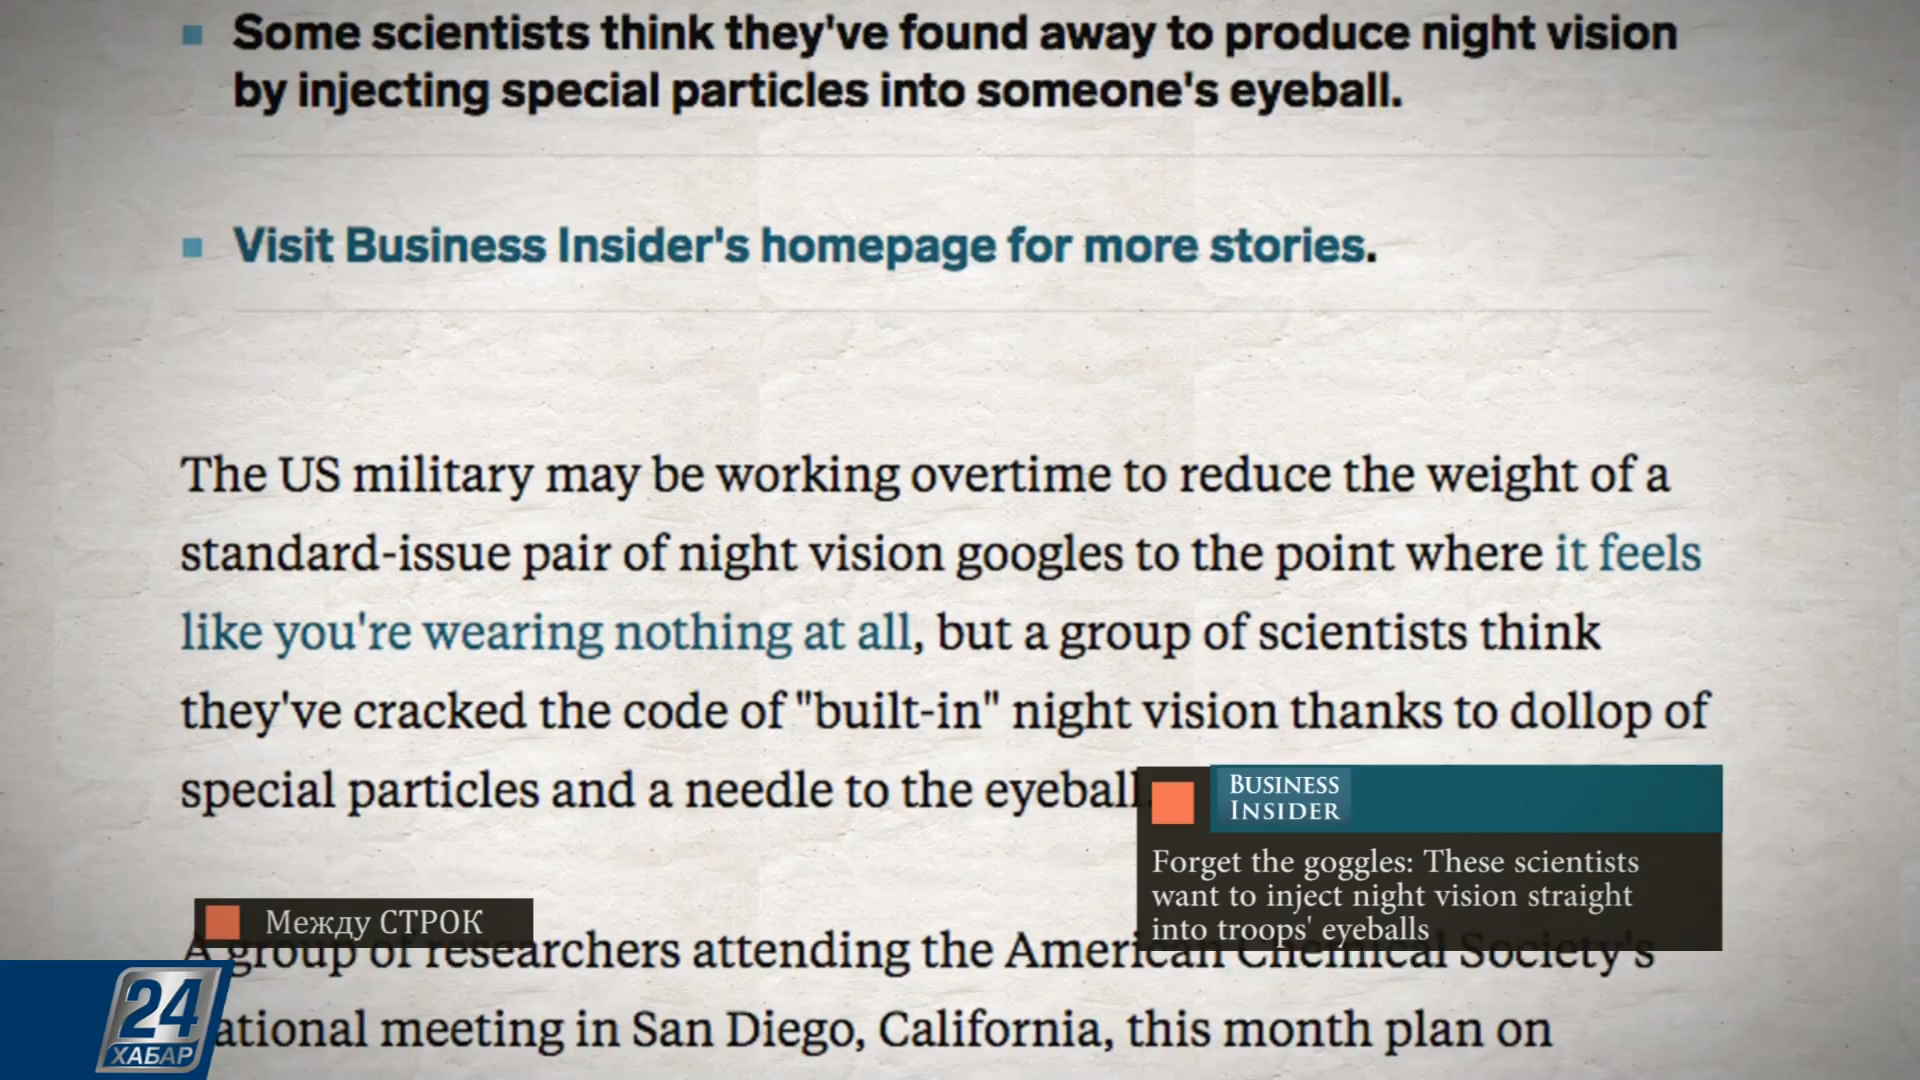 Some scientists think they've found away to produce night vision
by injecting special particles into someone's eyeball.
Visit Business Insider's homepage for more stories.
The US military may be working overtime to reduce the weight of a
standard-issue pair of night vision googles to the point where it feels
like you're wearing nothing at all, but a group of scientists think
they've cracked the code of "built-in" night vision thanks to dollop of
special particles and a needle to the eyeball.
BUSINESS
INSIDER
Forget the goggles: These scientists
want to inject night vision straight
into troops' eyeballs
Между СТРОК
A group of researchers attending the American Chemical Society's
ational meeting in San Diego, California, this month plan on
24
ХАБАР